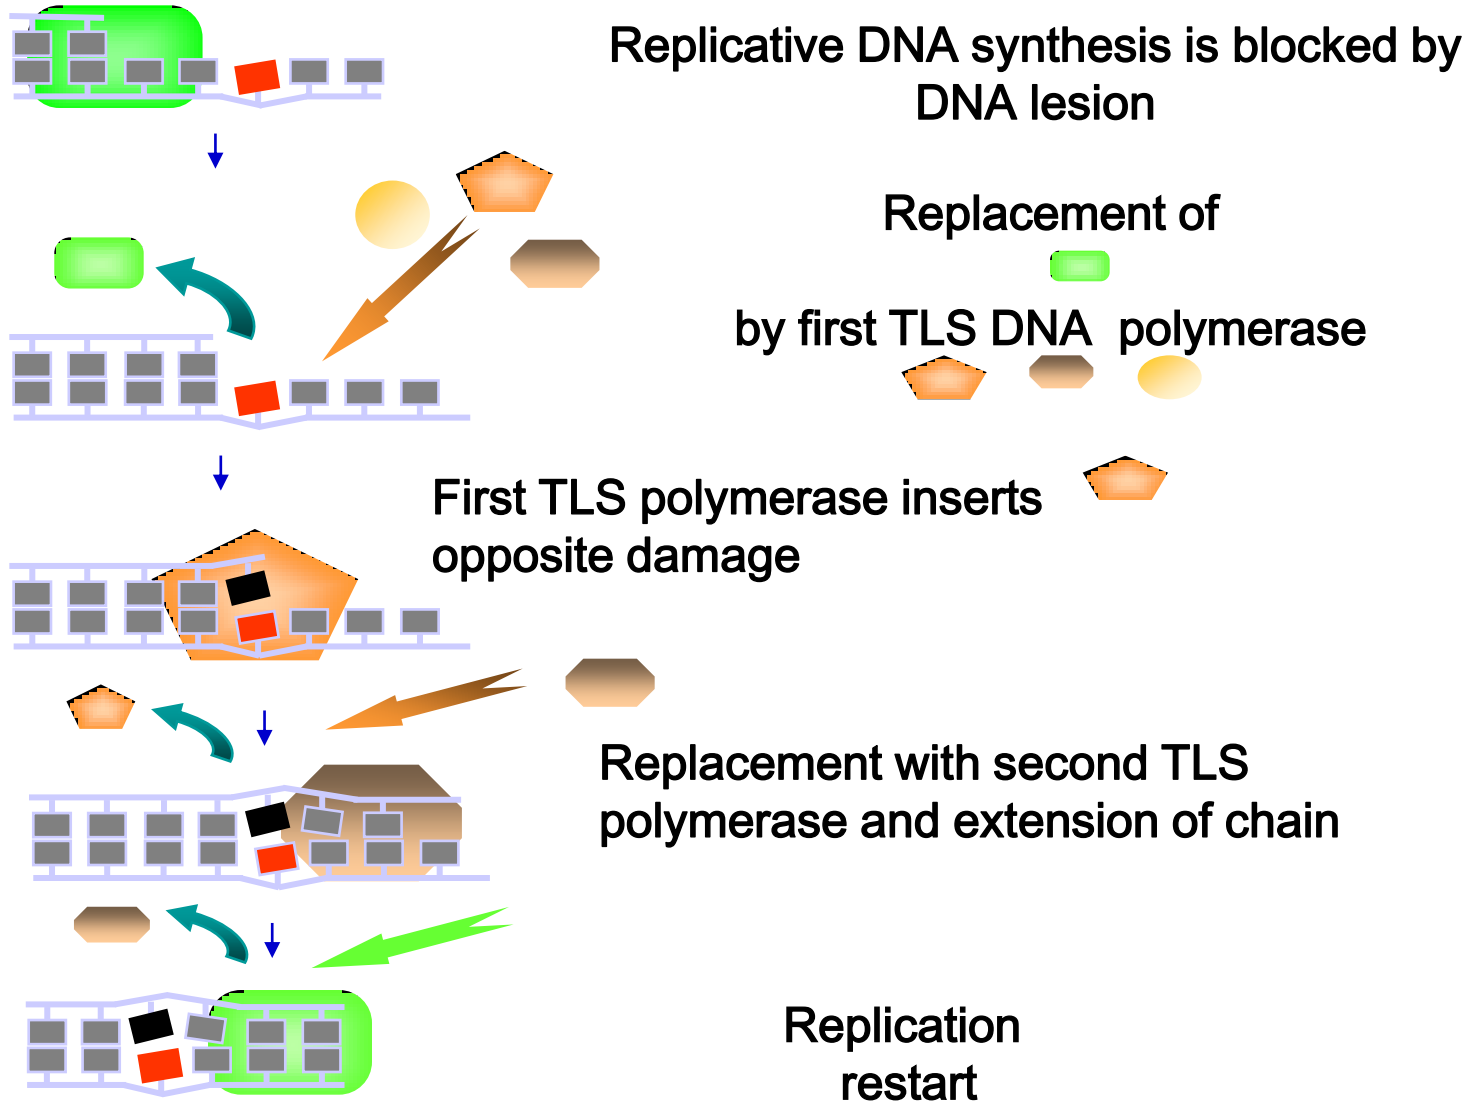 Replicative DNA synthesis is blocked by
DNA lesion
Replacement of
by first TLS DNA polymerase
First TLS polymerase inserts
opposite damage
Replacement with second TLS
polymerase and extension of chain
Replication
restart